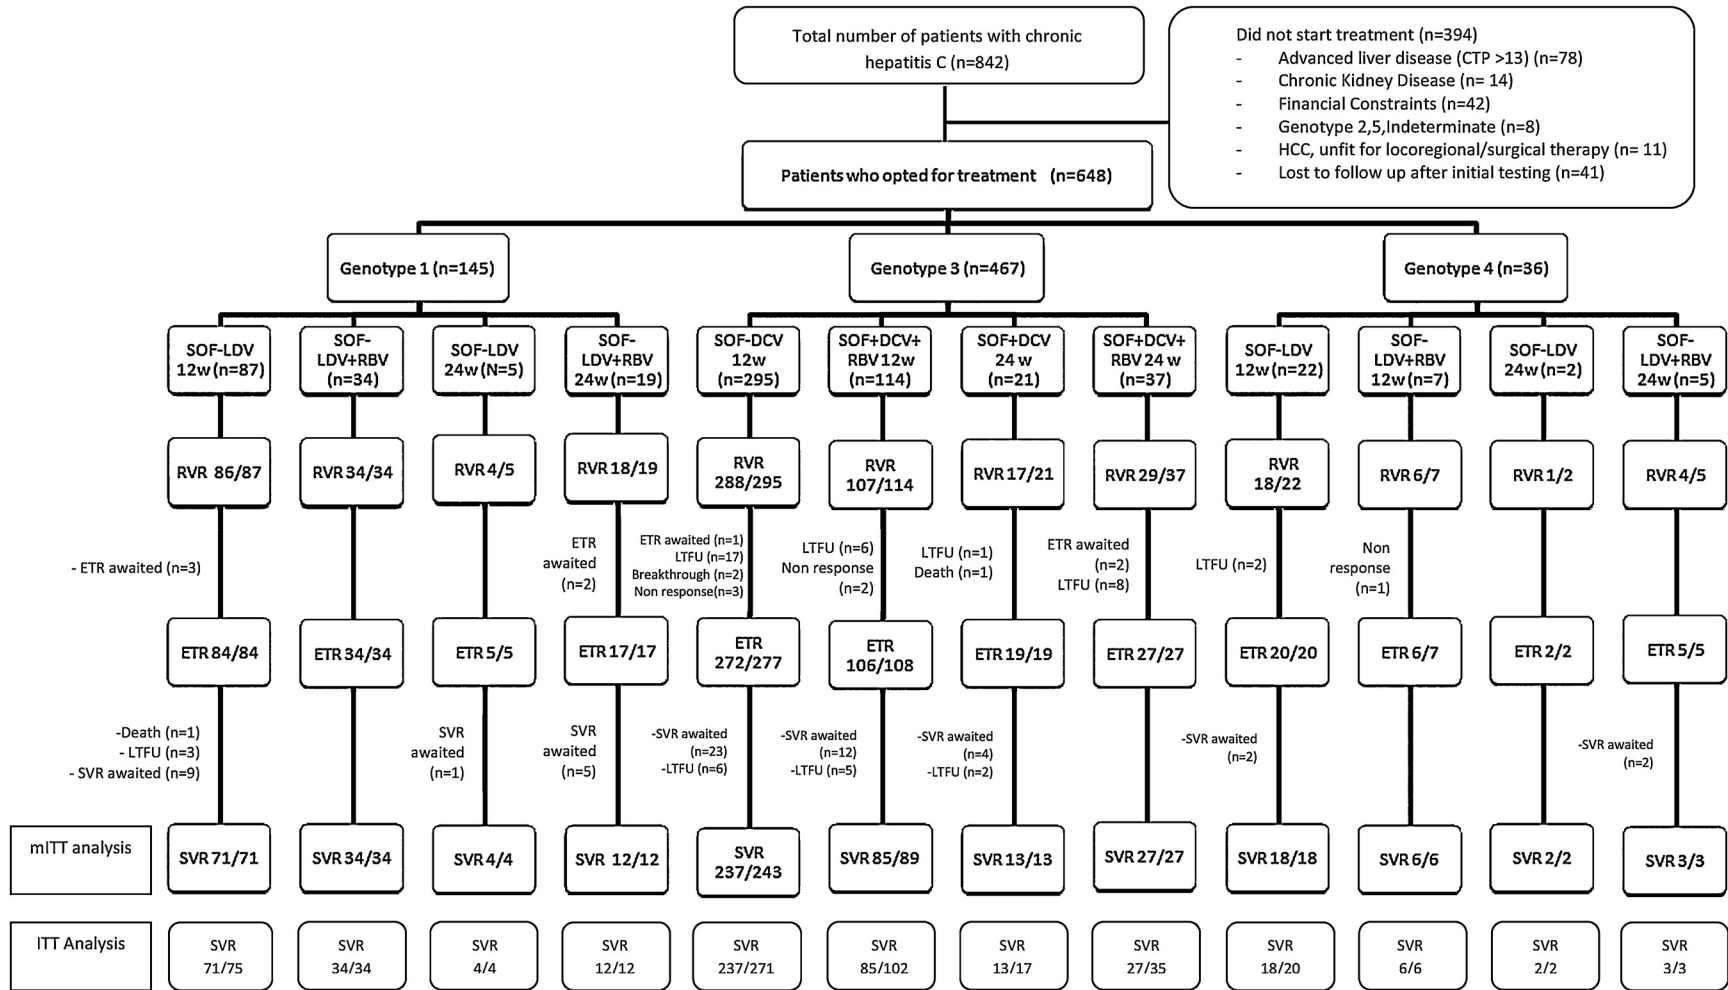 Total number of patients with chronic
hepatitis C (n=842)
Did not start treatment (n=394)
- Advanced liver disease (CTP >13) (n=78)
- Chronic Kidney Disease (n= 14)
- Financial Constraints (n=42)
- Genotype 2,5,Indeterminate (n=8)
- HCC, unfit for locoregional/surgical therapy (n= 11)
- Lost to follow up after initial testing (n=41)
Patients who opted for treatment (n=648)
Genotype 1 (n=145)
Genotype 3 (n=467)
Genotype 4 (n=36)
SOF-LDV
12w (n=87)
SOF-
LDV+RBV
(n=34)
SOF-LDV
24w (N=5)
SOF-
LDV+RBV
24w (n=19)
SOF-DCV
12w
(n=295)
SOF+DCV+
RBV 12w
(n=114)
SOF+DCV
24 w
(n=21)
SOF+DCV+
RBV 24 w
(n=37)
SOF-LDV
12w (n=22)
SOF-
LDV+RBV
12w (n=7)
SOF-LDV
24w (n=2)
SOF-
LDV+RBV
24w (n=5)
RVR 86/87
RVR 34/34
RVR 4/5
RVR 18/19
RVR
288/295
RVR
107/114
RVR 17/21
RVR 29/37
RVR
18/22
RVR 6/7
RVR 1/2
RVR 4/5
- ETR awaited (n=3)
ETR
awaited
(n=2)
ETR awaited (n=1)
LTFU (n=17)
Breakthrough (n=2)
Non response(n=3)
LTFU (n=6)
Non response
(n=2)
LTFU (n=1)
Death (n=1)
ETR awaited
(n=2)
LTFU (n=8)
LTFU (n=2)
Non
response
(n=1)
ETR 84/84
ETR 34/34
ETR 5/5
ETR 17/17
ETR
272/277
ETR
106/108
ETR 19/19
ETR 27/27
ETR 20/20
ETR 6/7
ETR 2/2
ETR 5/5
-Death (n=1)
- LTFU (n=3)
- SVR awaited (n=9)
SVR
awaited
(n=1)
SVR
awaited
(n=5)
-SVR awaited
(n=23)
-LTFU (n=6)
-SVR awaited
(n=12)
-LTFU (n=5)
-SVR awaited
(n=4)
-LTFU (n=2)
-SVR awaited
(n=2)
-SVR awaited
(n=2)
mITT analysis
SVR 71/71
SVR 34/34
SVR 4/4
SVR 12/12
SVR
237/243
SVR 85/89
SVR 13/13
SVR 27/27
SVR 18/18
SVR 6/6
SVR 2/2
SVR 3/3
ITT Analysis
SVR
71/75
SVR
34/34
SVR
4/4
SVR
12/12
SVR
237/271
SVR
85/102
SVR
13/17
SVR
27/35
SVR
18/20
SVR
6/6
SVR
2/2
SVR
3/3